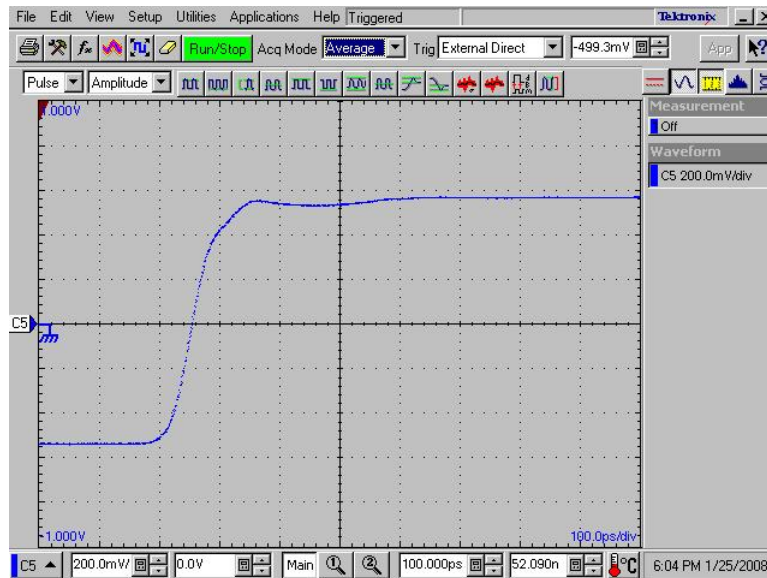 File Edit View Setup Utilities Applications Help Triggered Tektronix
Run/Stop Acq Mode Average Trig External Direct -499.3mV App
Pulse Amplitude
1.000V
Measurement
Off
Waveform
C5 200.0mV/div
C5
-1.000V 100.0ps/div
C5 200.0mV/ 0.0V Main 1 2 100.000ps 52.090n °C 6:04 PM 1/25/2008